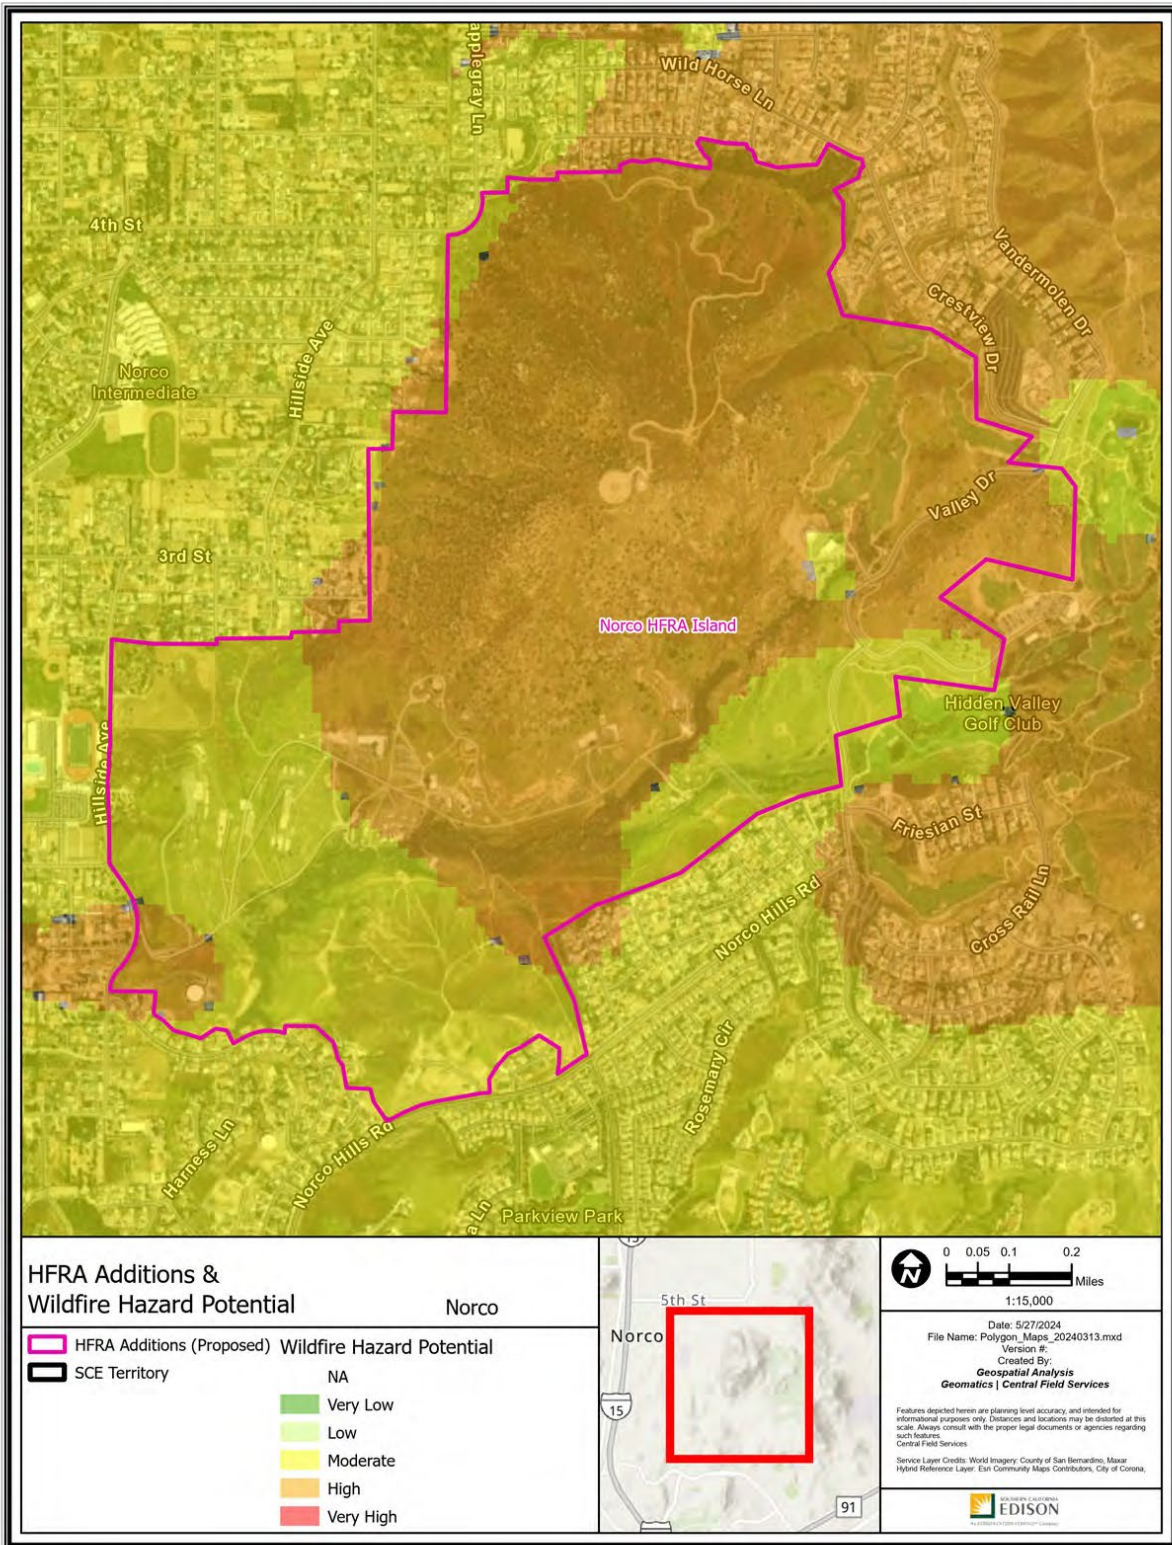 applegray Ln
Wild Horse Ln
4th St
Vandermolen Dr
Crestview Dr
Hillside Ave
Norco
Intermediate
Valley Dr
3rd St
Norco HFRA Island
Hidden Valley
Golf Club
Hillside Ave
Friesian St
Cross Rail Ln
Norco Hills Rd
Rosemary Cir
Harness Ln
Norco Hills Rd
a Ln
Parkview Park
HFRA Additions &
Wildfire Hazard Potential
Norco
HFRA Additions (Proposed)
SCE Territory
Wildfire Hazard Potential
NA
Very Low
Low
Moderate
High
Very High
15
5th St
Norco
15
91
N
0 0.05 0.1 0.2
Miles
1:15,000
Date: 5/27/2024
File Name: Polygon_Maps_20240313.mxd
Version #:
Created By:
Geospatial Analysis
Geomatics | Central Field Services
Features depicted herein are planning level accuracy, and intended for
informational purposes only. Distances and locations may be distorted at this
scale. Always consult with the proper legal documents or agencies regarding
such features.
Central Field Services
Service Layer Credits: World Imagery: County of San Bernardino, Maxar
Hybrid Reference Layer: Esri Community Maps Contributors, City of Corona,
SOUTHERN CALIFORNIA
EDISON